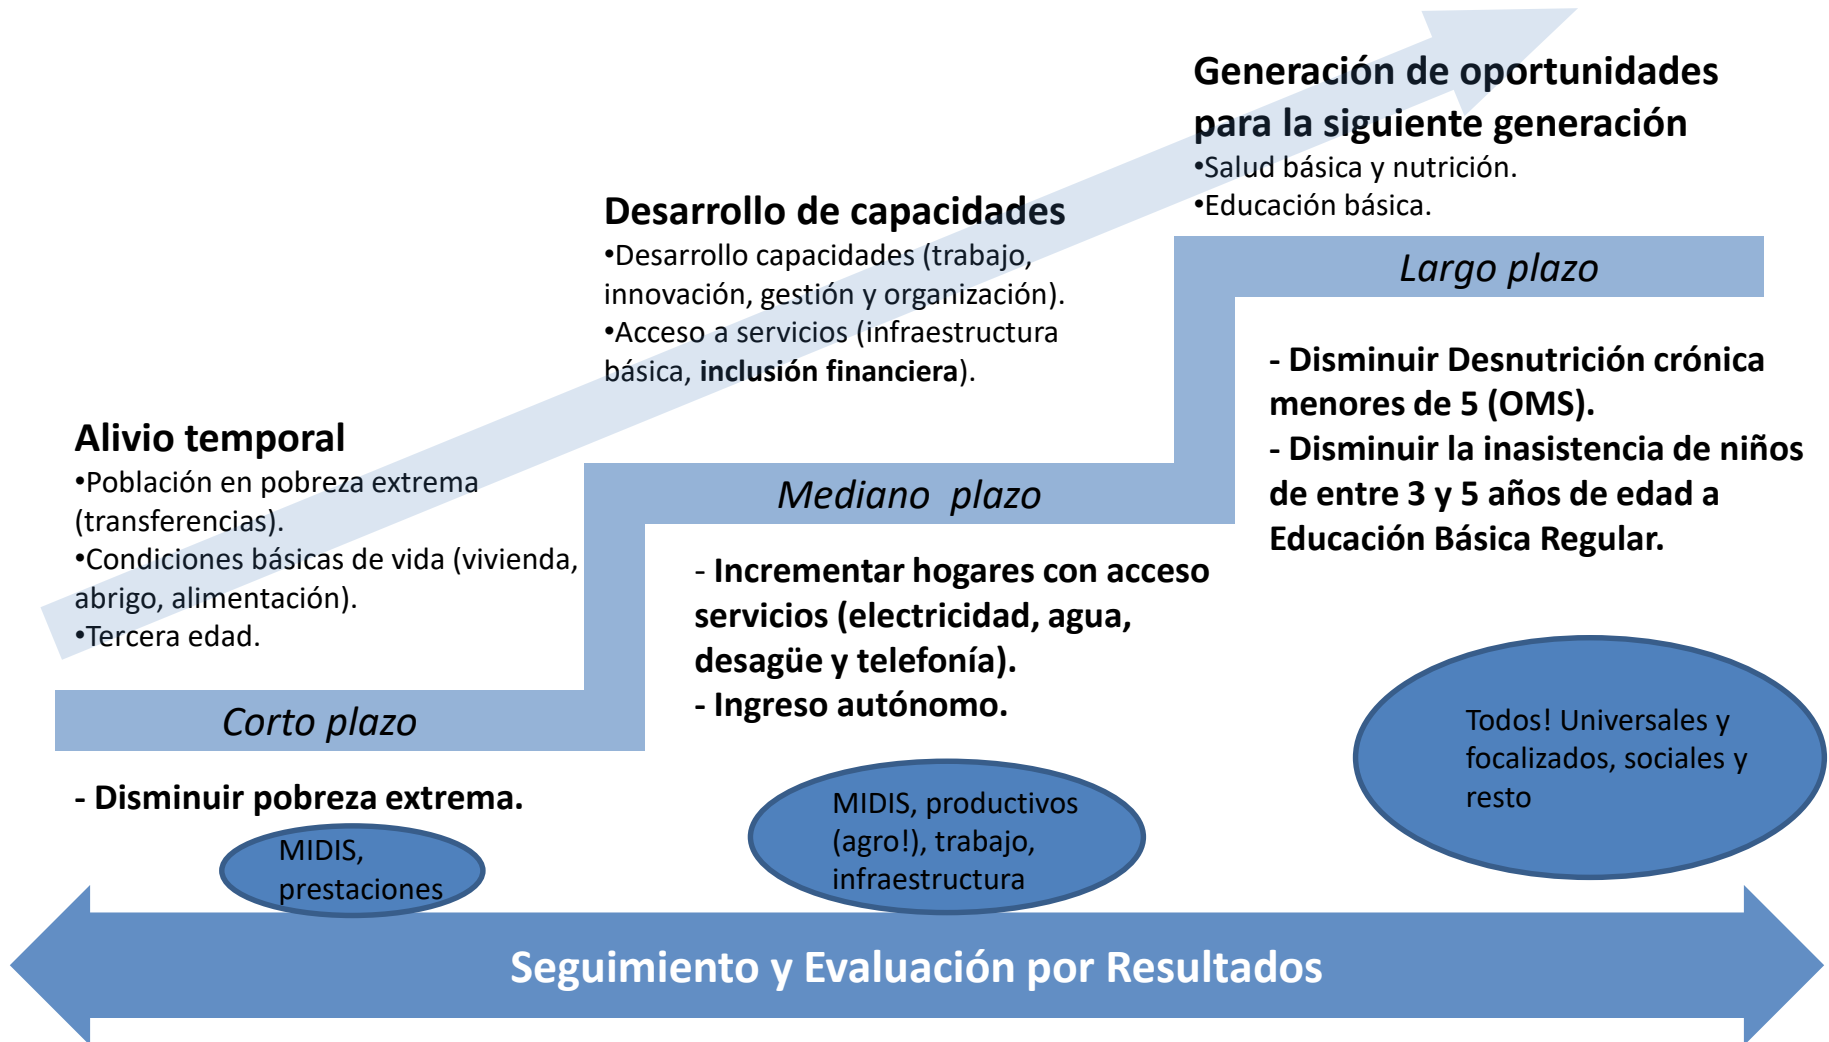 Generación de oportunidades
para la siguiente generación
•Salud básica y nutrición.
•Educación básica.
Largo plazo
- Disminuir Desnutrición crónica
menores de 5 (OMS).
- Disminuir la inasistencia de niños
de entre 3 y 5 años de edad a
Educación Básica Regular.
Todos! Universales y
focalizados, sociales y
resto
Desarrollo de capacidades
•Desarrollo capacidades (trabajo,
innovación, gestión y organización).
•Acceso a servicios (infraestructura
básica, inclusión financiera).
Mediano plazo
- Incrementar hogares con acceso
servicios (electricidad, agua,
desagüe y telefonía).
- Ingreso autónomo.
MIDIS, productivos
(agro!), trabajo,
infraestructura
Alivio temporal
•Población en pobreza extrema
(transferencias).
•Condiciones básicas de vida (vivienda,
abrigo, alimentación).
•Tercera edad.
Corto plazo
- Disminuir pobreza extrema.
MIDIS,
prestaciones
Seguimiento y Evaluación por Resultados